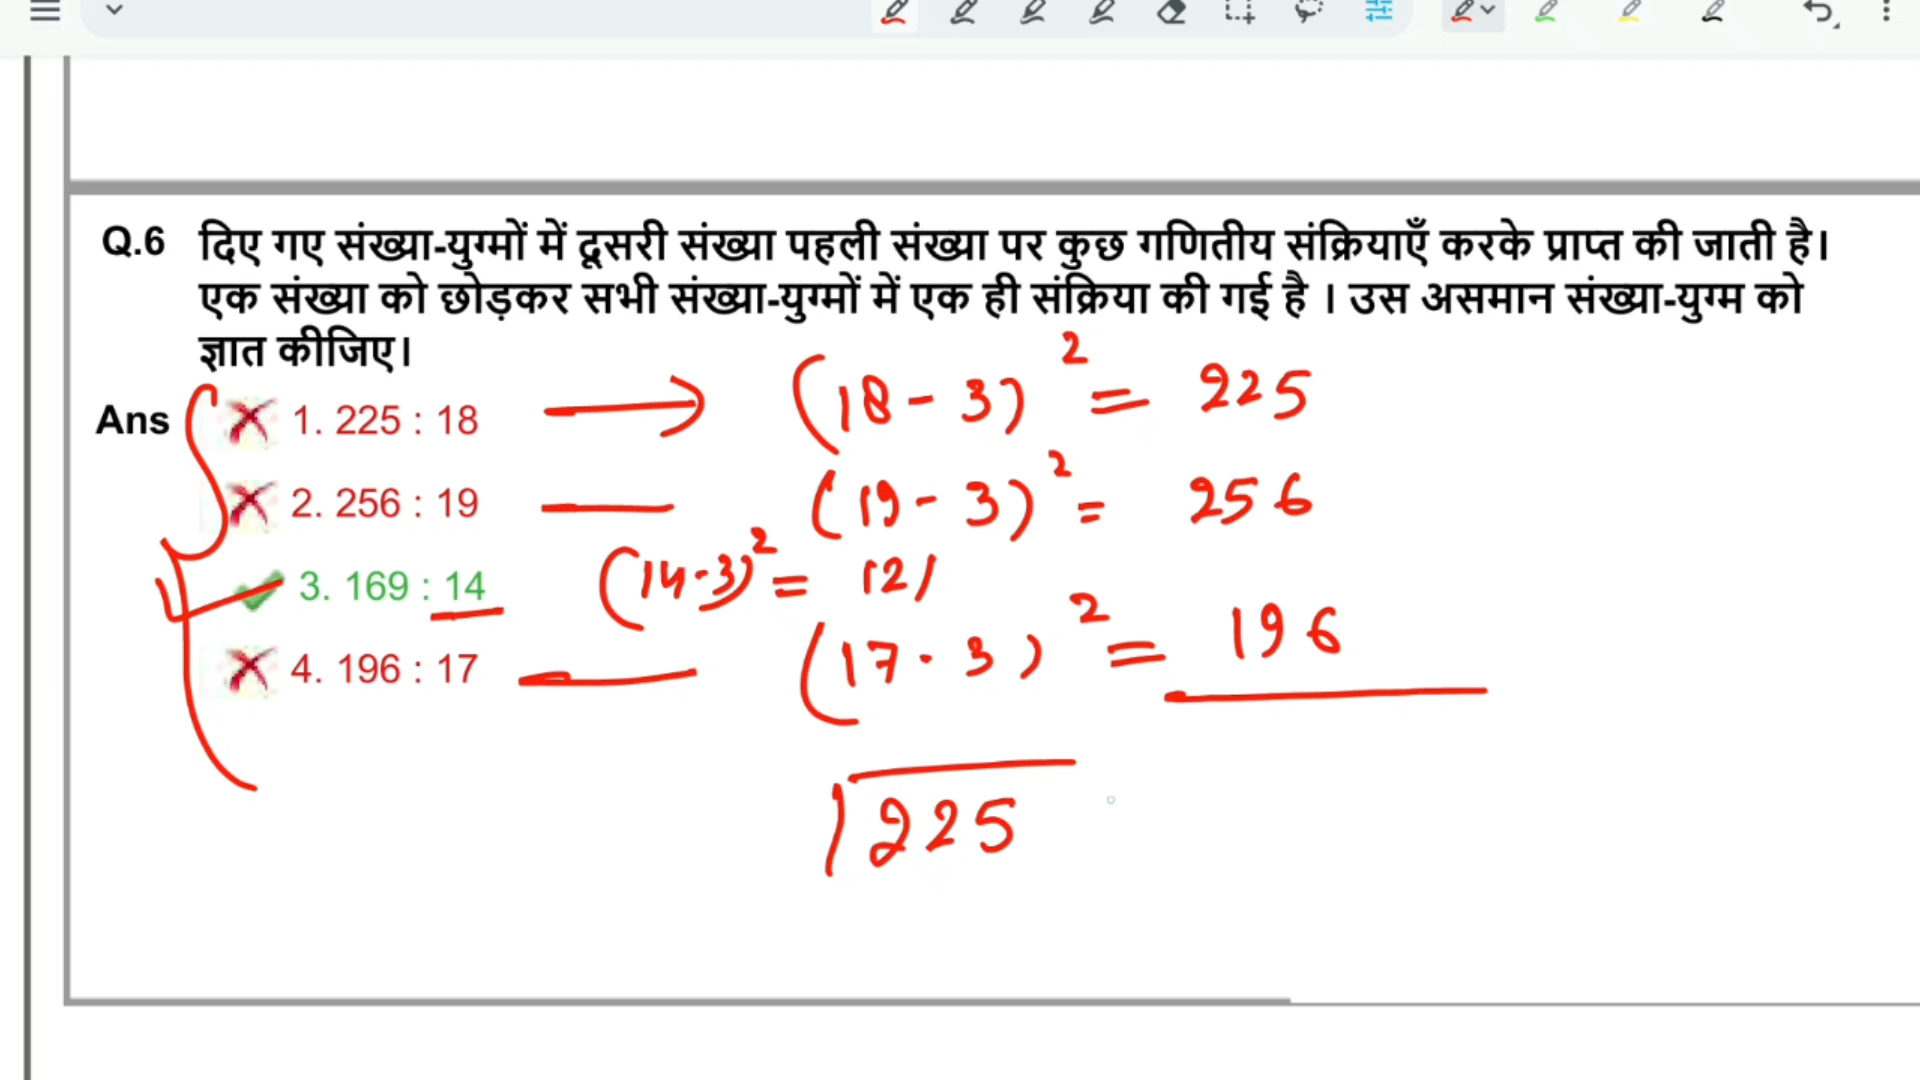 Q.6 दिए गए संख्या-युग्मों में दूसरी संख्या पहली संख्या पर कुछ गणितीय संक्रियाएँ करके प्राप्त की जाती है।
एक संख्या को छोड़कर सभी संख्या-युग्मों में एक ही संक्रिया की गई है । उस असमान संख्या-युग्म को
ज्ञात कीजिए।
Ans 1. 225 : 18 (18-3)² = 225
2. 256 : 19 (19-3)² = 256
3. 169 : 14 (14-3)² = 121
4. 196 : 17 (17-3)² = 196
√225